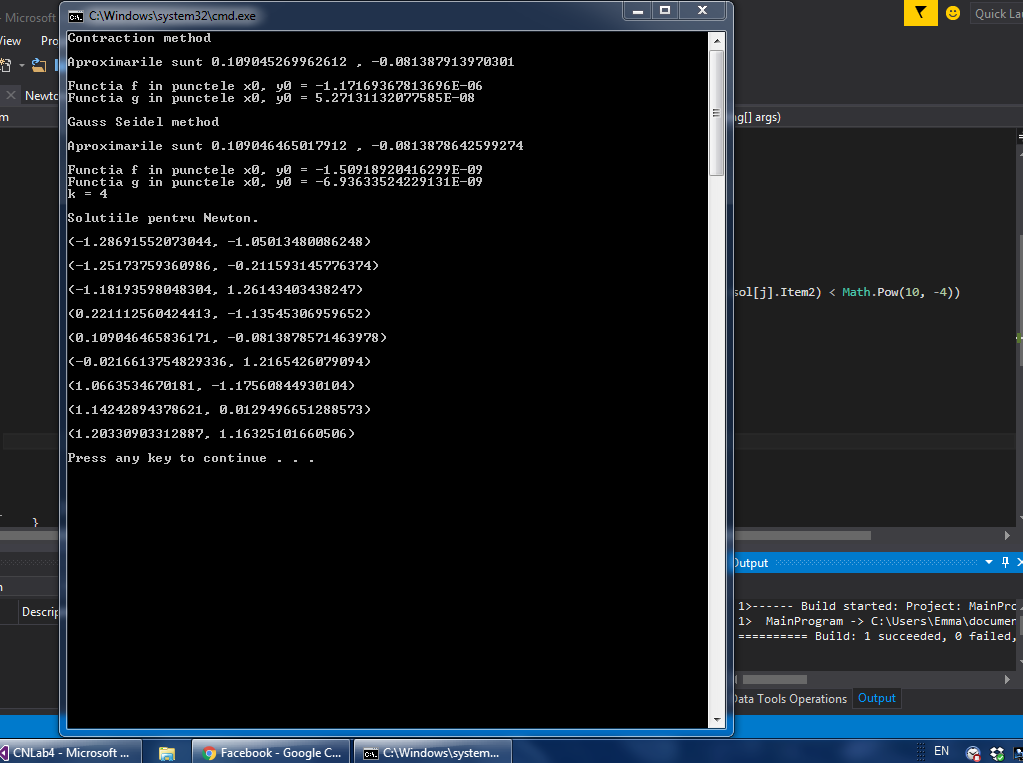 - Microsoft
C:\Windows\system32\cmd.exe
Quick Lau
View Pro
Newto
ng[] args)
Contraction method
Aproximarile sunt 0.109045269962612 , -0.081387913970301
Functia f in punctele x0, y0 = -1.17169367813696E-06
Functia g in punctele x0, y0 = 5.27131132077585E-08
Gauss Seidel method
Aproximarile sunt 0.109046465017912 , -0.0813878642599274
Functia f in punctele x0, y0 = -1.50918920416299E-09
Functia g in punctele x0, y0 = -6.93633524229131E-09
k = 4
Solutiile pentru Newton.
(-1.28691552073044, -1.05013480086248)
(-1.25173759360986, -0.211593145776374)
(-1.18193598048304, 1.26143403438247)
sol[j].Item2) < Math.Pow(10, -4))
(0.221112560424413, -1.13545306959652)
(0.109046465836171, -0.0813878571463978)
(-0.0216613754829336, 1.2165426079094)
(1.0663534670181, -1.17560844930104)
(1.14242894378621, 0.0129496651288573)
(1.20330903312887, 1.16325101660506)
Press any key to continue . . .
}
Output
Descrip
1>------ Build started: Project: MainPro
1>  MainProgram -> C:\Users\Emma\documen
========== Build: 1 succeeded, 0 failed,
Data Tools Operations Output
CNLab4 - Microsoft ... Facebook - Google C... C:\Windows\system... EN